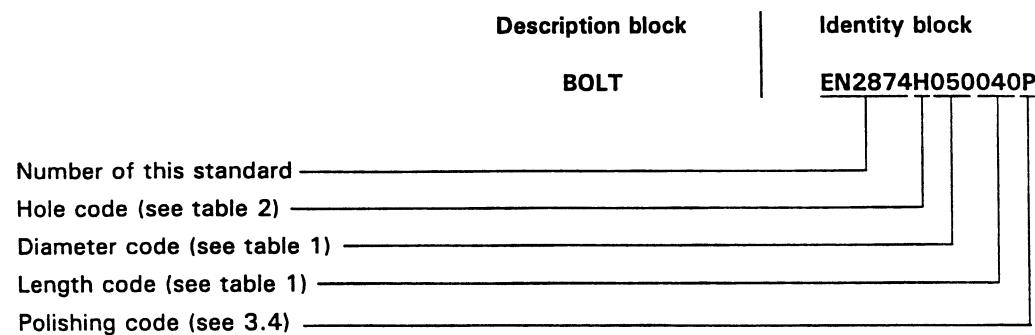 Description block Identity block
BOLT EN2874H050040P
Number of this standard
Hole code (see table 2)
Diameter code (see table 1)
Length code (see table 1)
Polishing code (see 3.4)